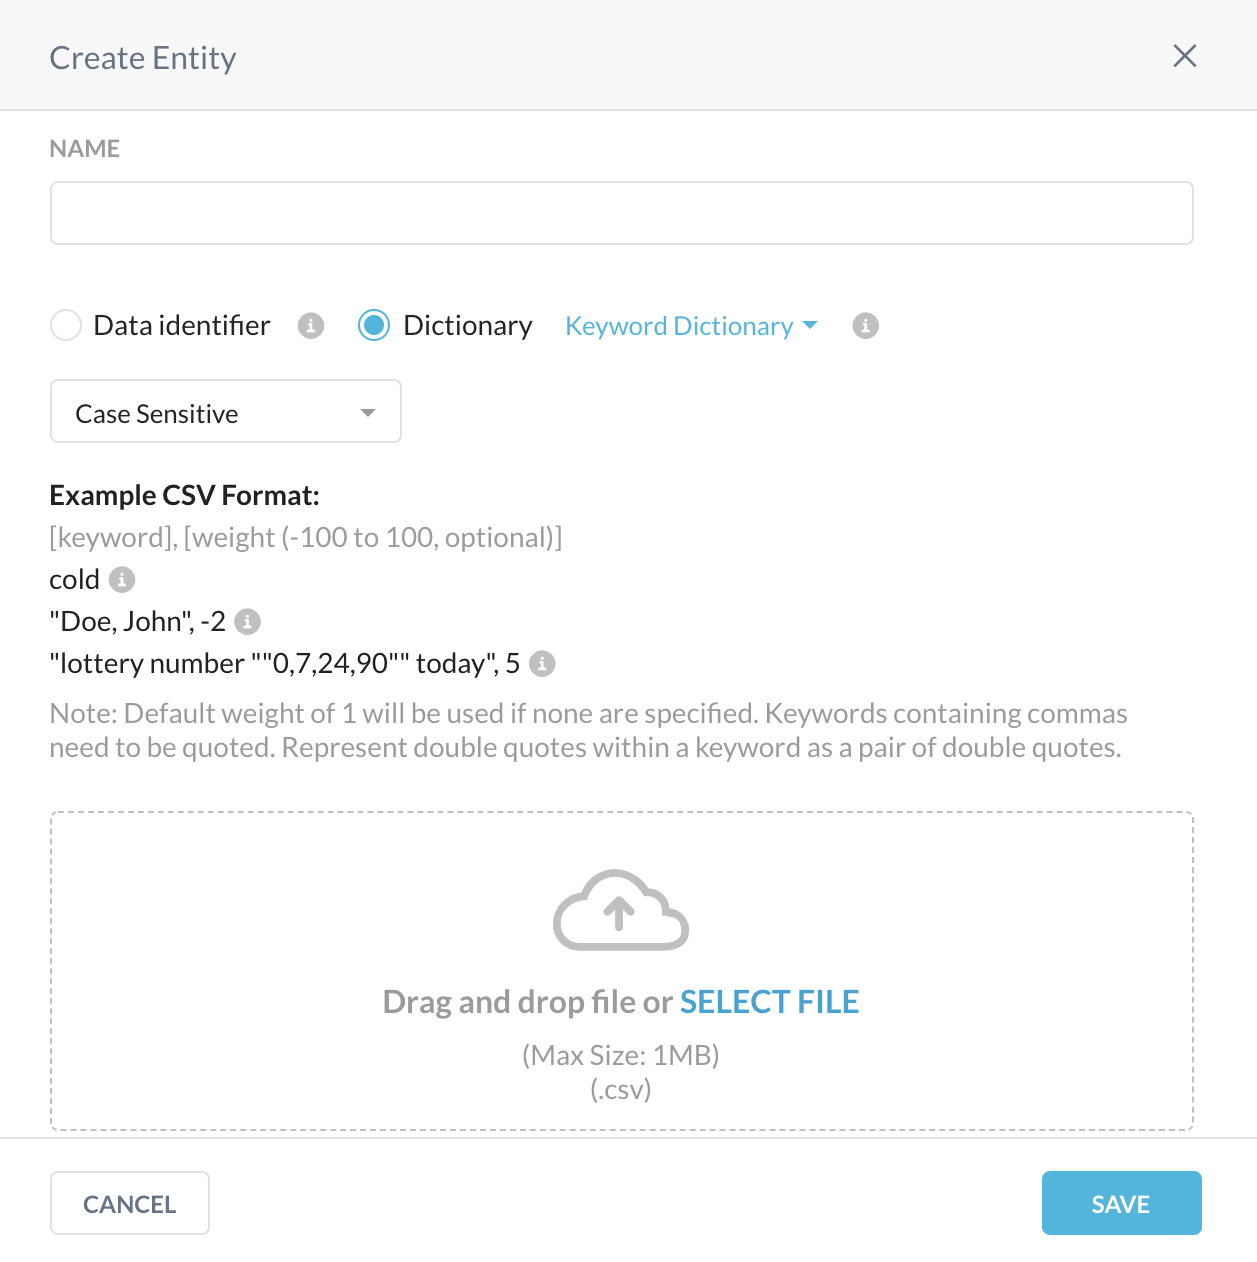 Create Entity
NAME
Data identifier Dictionary Keyword Dictionary
Case Sensitive
Example CSV Format:
[keyword], [weight (-100 to 100, optional)]
cold
"Doe, John", -2
"lottery number ""0,7,24,90"" today", 5
Note: Default weight of 1 will be used if none are specified. Keywords containing commas
need to be quoted. Represent double quotes within a keyword as a pair of double quotes.
Drag and drop file or SELECT FILE
(Max Size: 1MB)
(.csv)
CANCEL SAVE